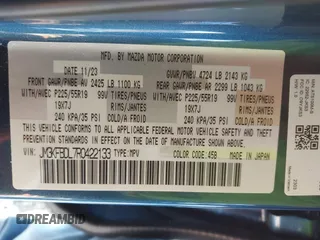 MFD. BY MAZDA MOTOR CORPORATION
DATE: 11/23
GVWR/PNBV 4724 LB 2143 KG
FRONT GAWR/PNBE AV 2425 LB 1100 KG
REAR GAWR/PNBE AR 2299 LB 1043 KG
WITH/AVEC P225/55R19 99V TIRES/PNEUS
WITH/AVEC P225/55R19 99V TIRES/PNEUS
19X7J RIMS/JANTES
19X7J RIMS/JANTES
240 KPA/35 PSI COLD/A FROID
240 KPA/35 PSI COLD/A FROID
THIS VEHICLE CONFORMS TO ALL APPLICABLE FEDERAL MOTOR VEHICLE SAFETY, BUMPER, AND THEFT
PREVENTION STANDARDS IN EFFECT ON THE DATE OF MANUFACTURE SHOWN ABOVE.
TYPE: MPV
COLOR CODE: 45B
MADE IN JAPAN
AUTOBIDMASTER